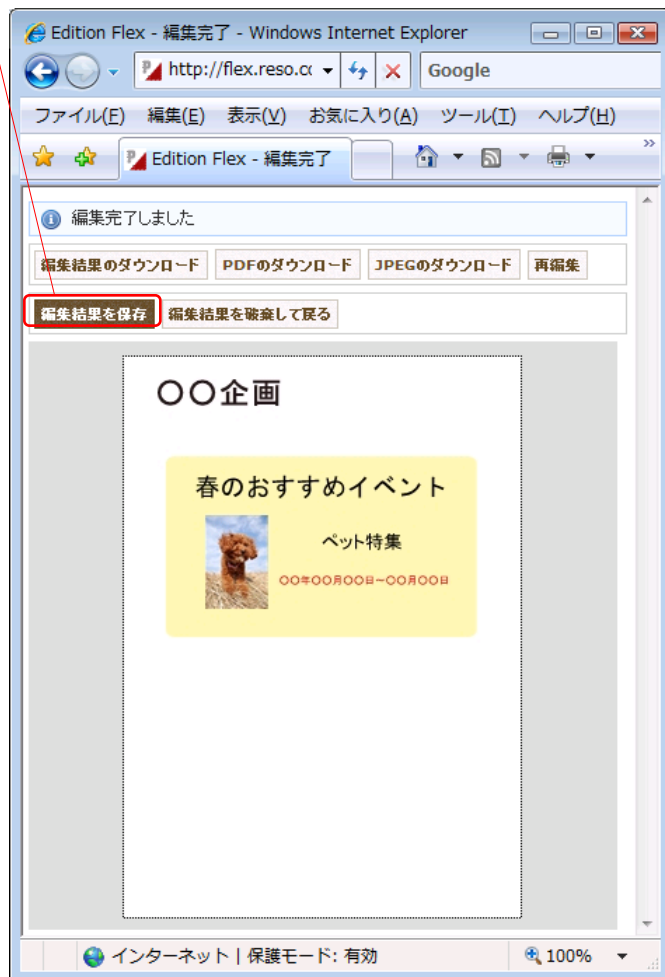 Edition Flex - 編集完了 - Windows Internet Explorer
http://flex.reso.co
Google
ファイル(F) 編集(E) 表示(V) お気に入り(A) ツール(T) ヘルプ(H)
Edition Flex - 編集完了
編集完了しました
編集結果のダウンロード PDFのダウンロード JPEGのダウンロード 再編集
編集結果を保存 編集結果を破棄して戻る
〇〇企画
春のおすすめイベント
ペット特集
〇〇年〇〇月〇〇日~〇〇月〇〇日
インターネット | 保護モード: 有効
100%